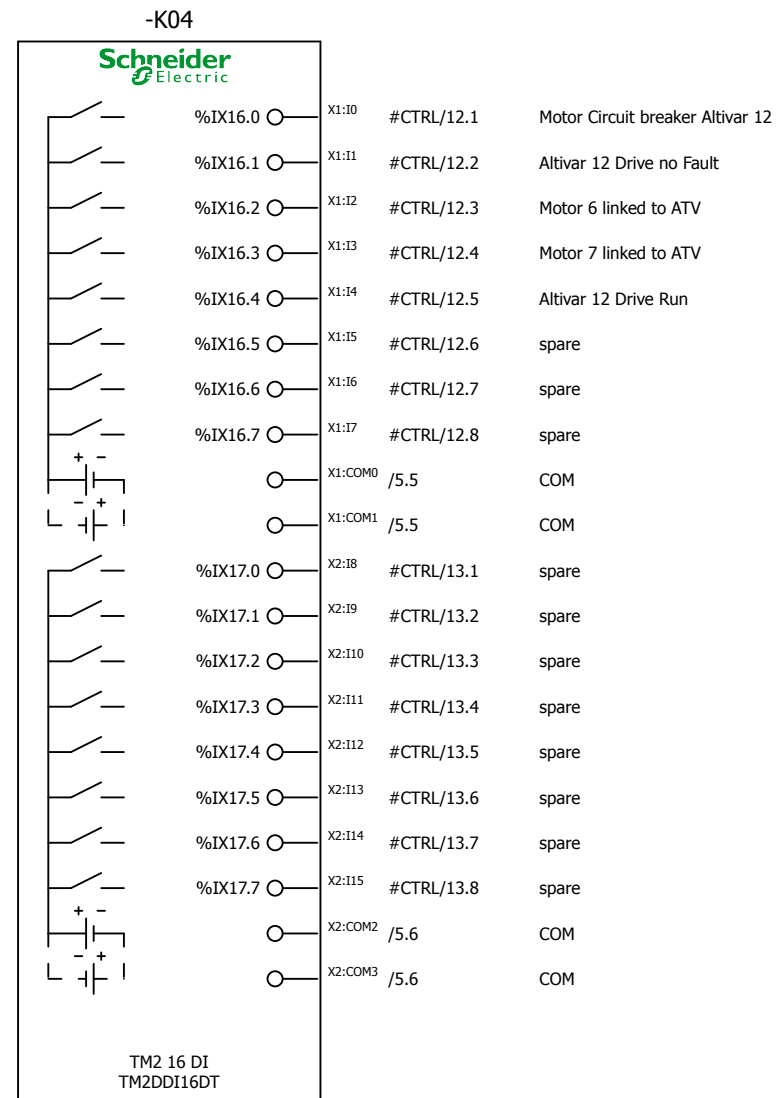 -K04
Schneider
Electric
%IX16.0 X1:I0 #CTRL/12.1 Motor Circuit breaker Altivar 12
%IX16.1 X1:I1 #CTRL/12.2 Altivar 12 Drive no Fault
%IX16.2 X1:I2 #CTRL/12.3 Motor 6 linked to ATV
%IX16.3 X1:I3 #CTRL/12.4 Motor 7 linked to ATV
%IX16.4 X1:I4 #CTRL/12.5 Altivar 12 Drive Run
%IX16.5 X1:I5 #CTRL/12.6 spare
%IX16.6 X1:I6 #CTRL/12.7 spare
%IX16.7 X1:I7 #CTRL/12.8 spare
+ -
X1:COM0 /5.5 COM
- +
X1:COM1 /5.5 COM
%IX17.0 X2:I8 #CTRL/13.1 spare
%IX17.1 X2:I9 #CTRL/13.2 spare
%IX17.2 X2:I10 #CTRL/13.3 spare
%IX17.3 X2:I11 #CTRL/13.4 spare
%IX17.4 X2:I12 #CTRL/13.5 spare
%IX17.5 X2:I13 #CTRL/13.6 spare
%IX17.6 X2:I14 #CTRL/13.7 spare
%IX17.7 X2:I15 #CTRL/13.8 spare
+ -
X2:COM2 /5.6 COM
- +
X2:COM3 /5.6 COM
TM2 16 DI
TM2DDI16DT